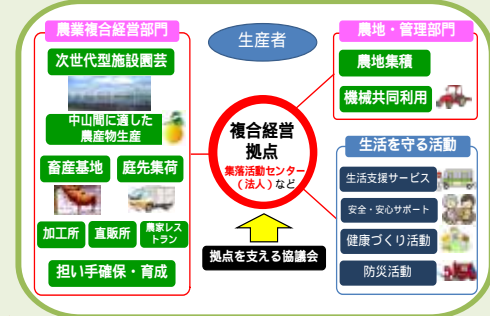 農業複合経営部門
次世代型施設園芸
中山間に適した
農産物生産
畜産基地
庭先集荷
加工所
直販所
農家レス
トラン
担い手確保・育成
生産者
複合経営
拠点
集落活動センター
（法人）など
拠点を支える協議会
農地・管理部門
農地集積
機械共同利用
生活を守る活動
生活支援サービス
安全・安心サポート
健康づくり活動
防災活動